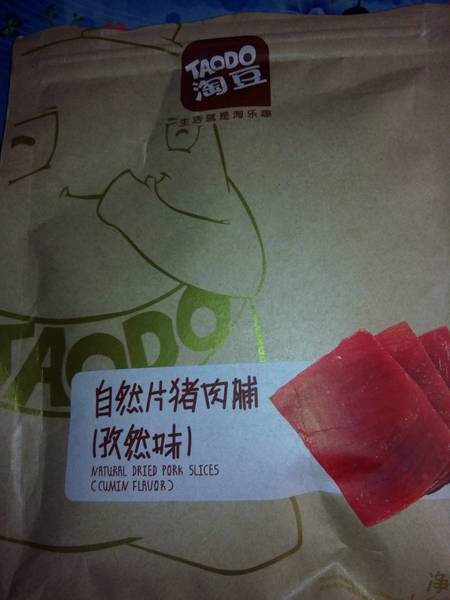 TAODO
淘豆
生活就是淘乐趣
TAODO
自然片猪肉脯
(孜然味)
NATURAL DRIED PORK SLICES
(CUMIN FLAVOR)
净